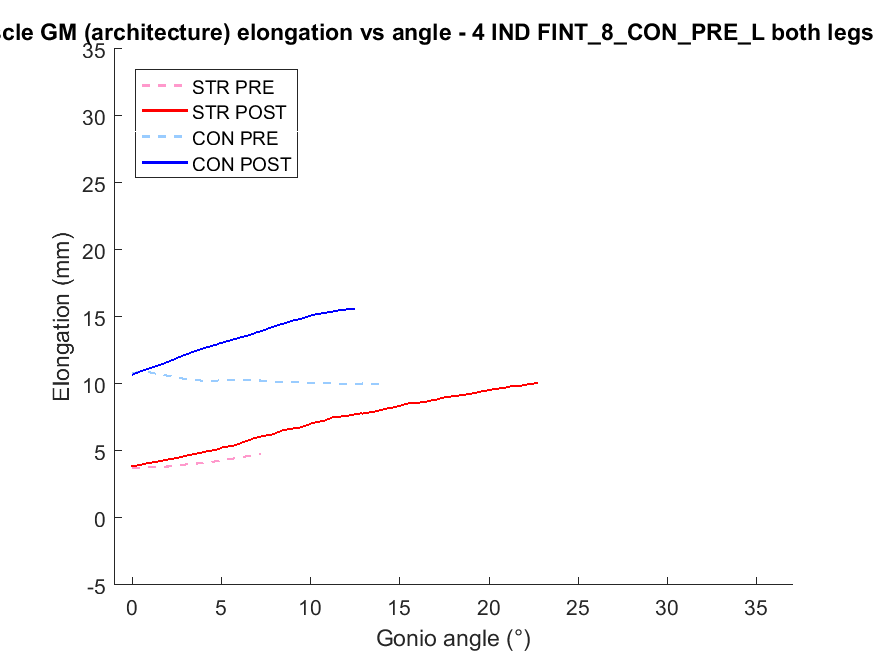 GM (architecture) elongation vs angle - 4 IND FINT_8_CON_PRE_L both legs
35
30
25
20
15
10
5
0
-5
STR PRE
STR POST
CON PRE
CON POST
Elongation (mm)
0 5 10 15 20 25 30 35
Gonio angle (°)